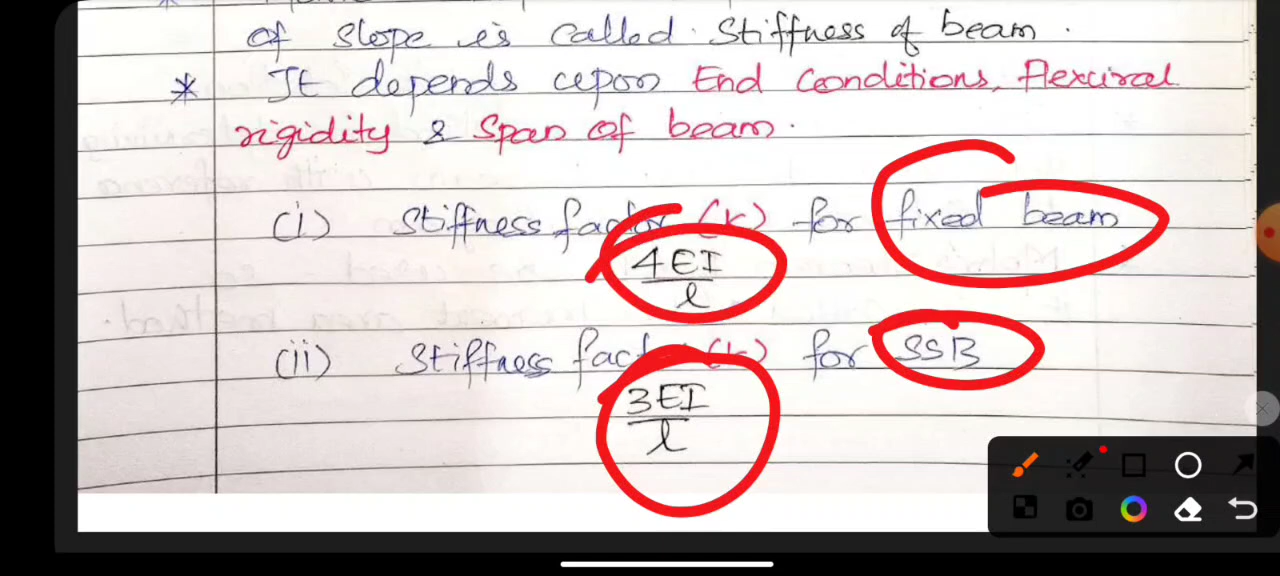 of slope is called Stiffness of beam.
* It depends upon End Conditions, flexural
rigidity & Span of beam.
(i) Stiffness factor (k) for fixed beam
4EI
l
(ii) Stiffness factor (k) for SSB
3EI
l